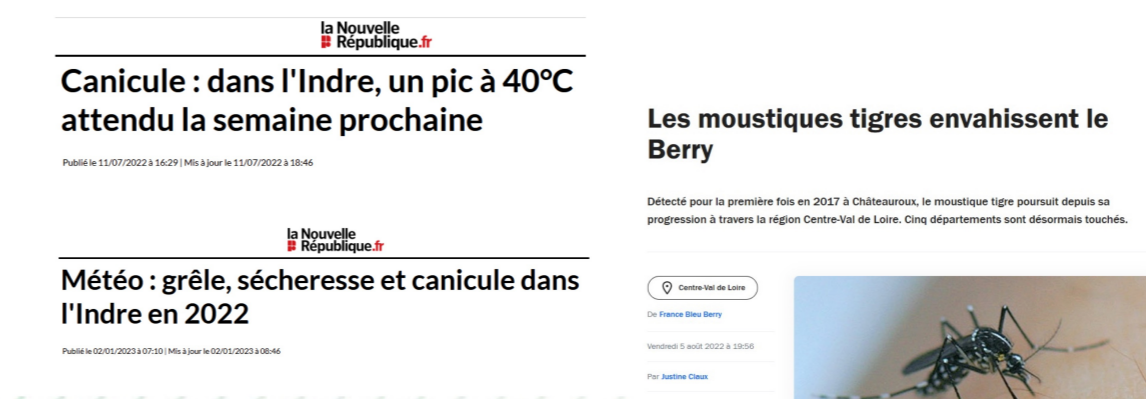 la Nouvelle
République.fr
Canicule : dans l'Indre, un pic à 40°C
attendu la semaine prochaine
Publié le 11/07/2022 à 16:29 | Mis à jour le 11/07/2022 à 18:46
la Nouvelle
République.fr
Météo : grêle, sécheresse et canicule dans
l'Indre en 2022
Publié le 02/01/2023 à 07:10 | Mis à jour le 02/01/2023 à 08:46
Les moustiques tigres envahissent le
Berry
Détecté pour la première fois en 2017 à Châteauroux, le moustique tigre poursuit depuis sa
progression à travers la région Centre-Val de Loire. Cinq départements sont désormais touchés.
Centre-Val de Loire
De France Bleu Berry
Vendredi 5 août 2022 à 19:56
Par Justine Claux